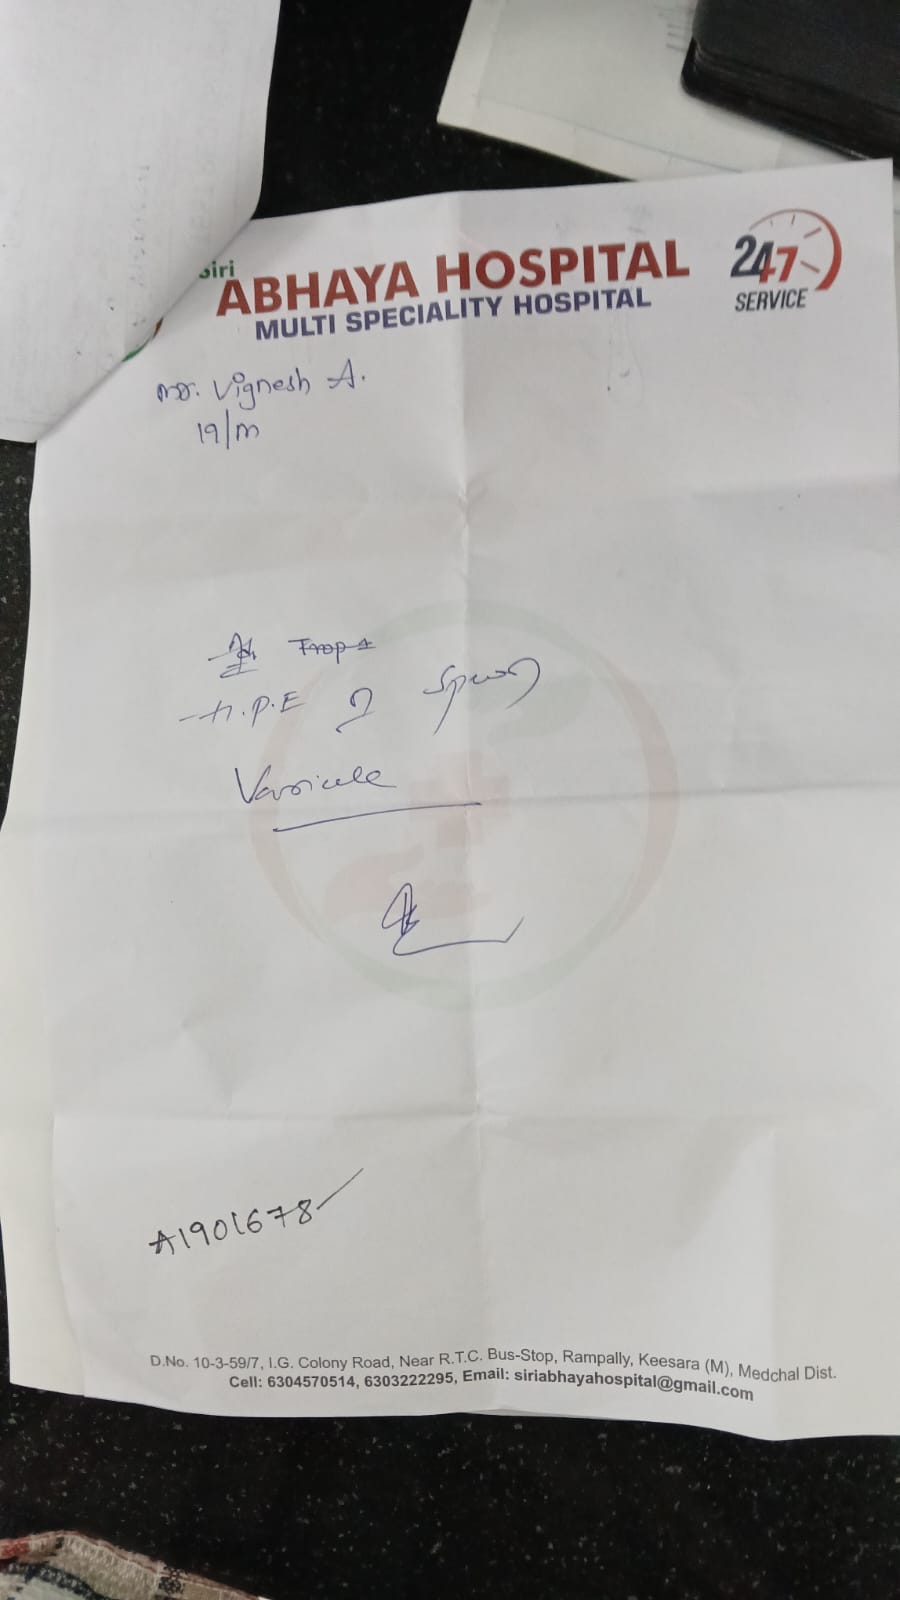 Siri
ABHAYA HOSPITAL
MULTI SPECIALITY HOSPITAL
24/7
SERVICE
Mr. Vignesh A.
19/M
H.P.E
A1901678
D.No. 10-3-59/7, I.G. Colony Road, Near R.T.C. Bus-Stop, Rampally, Keesara (M), Medchal Dist.
Cell: 6304570514, 6303222295, Email: siriabhayahospital@gmail.com